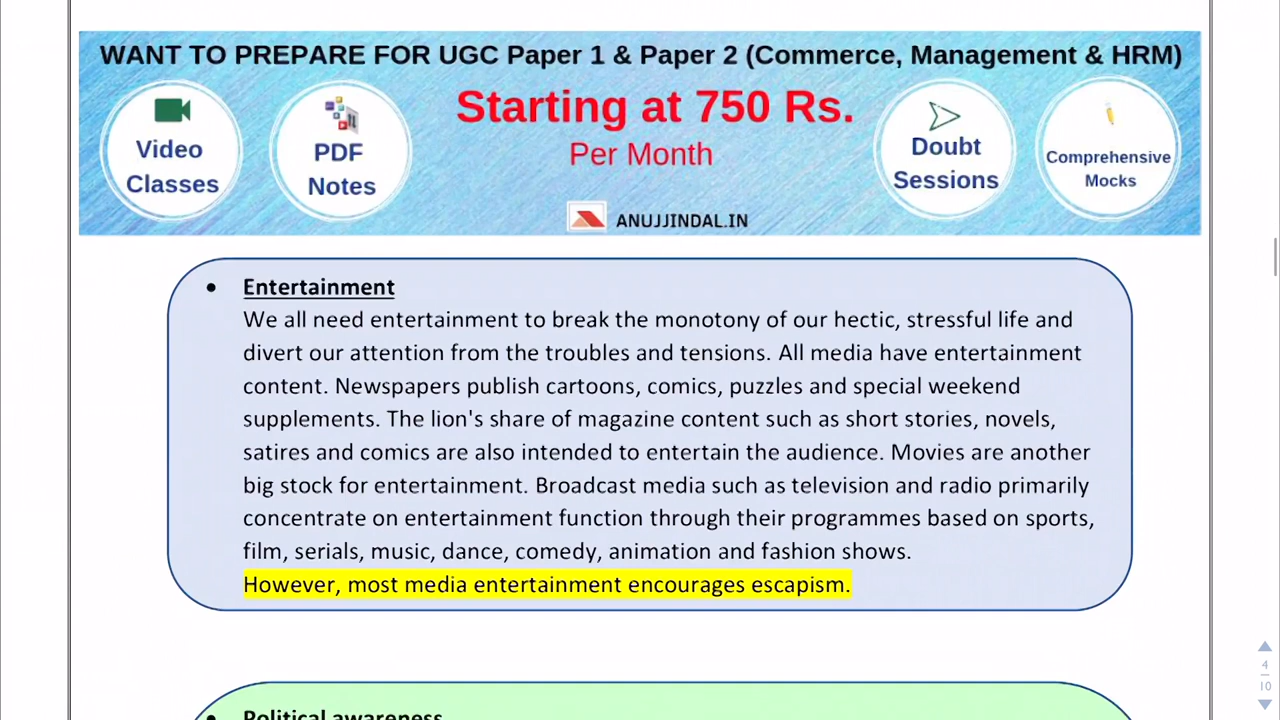 WANT TO PREPARE FOR UGC Paper 1 & Paper 2 (Commerce, Management & HRM)
Video
Classes
PDF
Notes
Starting at 750 Rs.
Per Month
ANUJJINDAL.IN
Doubt
Sessions
Comprehensive
Mocks
• Entertainment
We all need entertainment to break the monotony of our hectic, stressful life and
divert our attention from the troubles and tensions. All media have entertainment
content. Newspapers publish cartoons, comics, puzzles and special weekend
supplements. The lion's share of magazine content such as short stories, novels,
satires and comics are also intended to entertain the audience. Movies are another
big stock for entertainment. Broadcast media such as television and radio primarily
concentrate on entertainment function through their programmes based on sports,
film, serials, music, dance, comedy, animation and fashion shows.
However, most media entertainment encourages escapism.
• Political awareness
4
10